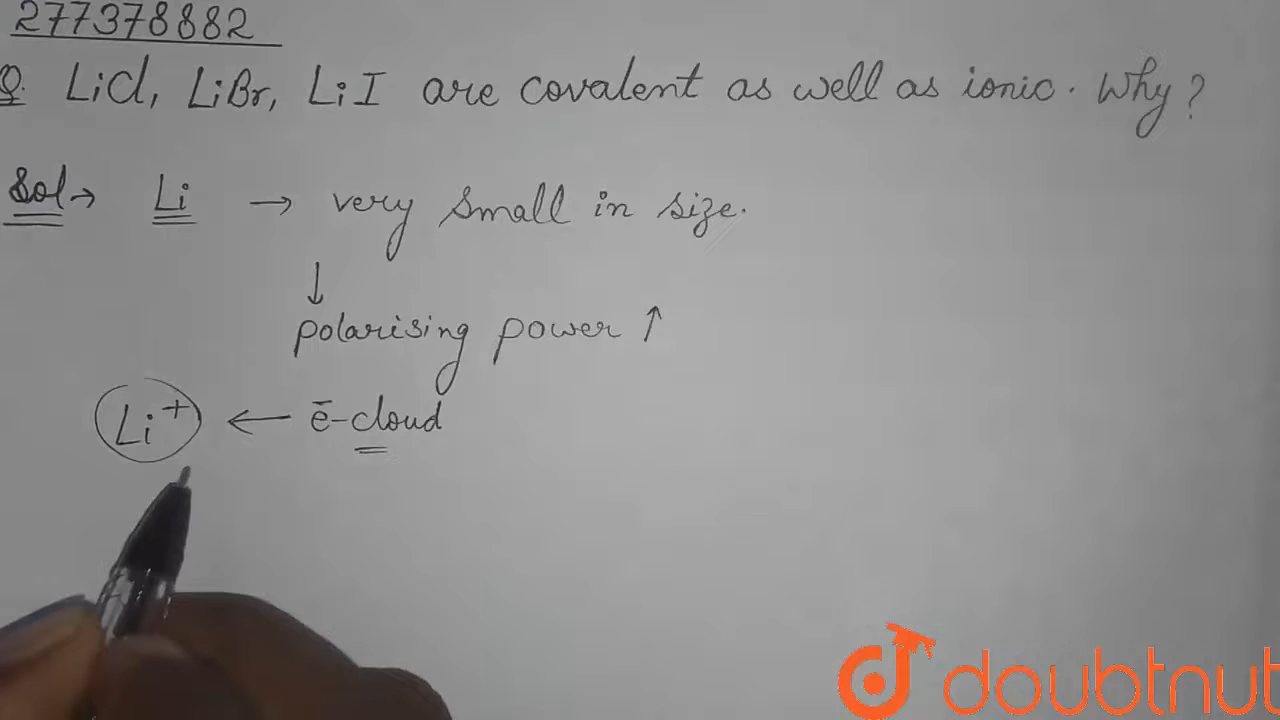 277378882
Q. LiCl, LiBr, LiI are covalent as well as ionic. Why?
Sol→ Li → very small in size.
↓
polarising power ↑
Li⁺ ← ē-cloud
doubtnut